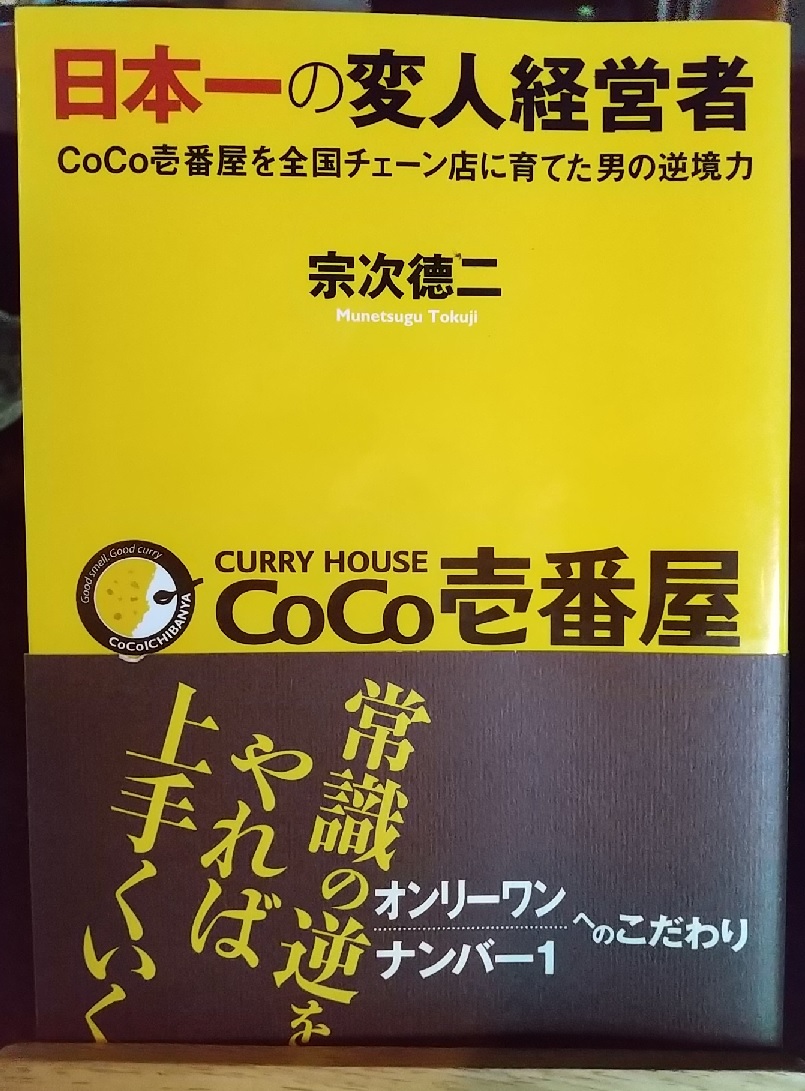 日本一の変人経営者
CoCo壱番屋を全国チェーン店に育てた男の逆境力
宗次德二
Munetsugu Tokuji
Good smell. Good curry
CoCoICHIBANYA
CURRY HOUSE
CoCo壱番屋
常識の逆を
やれば
上手くいく
オンリーワン
ナンバー1
へのこだわり